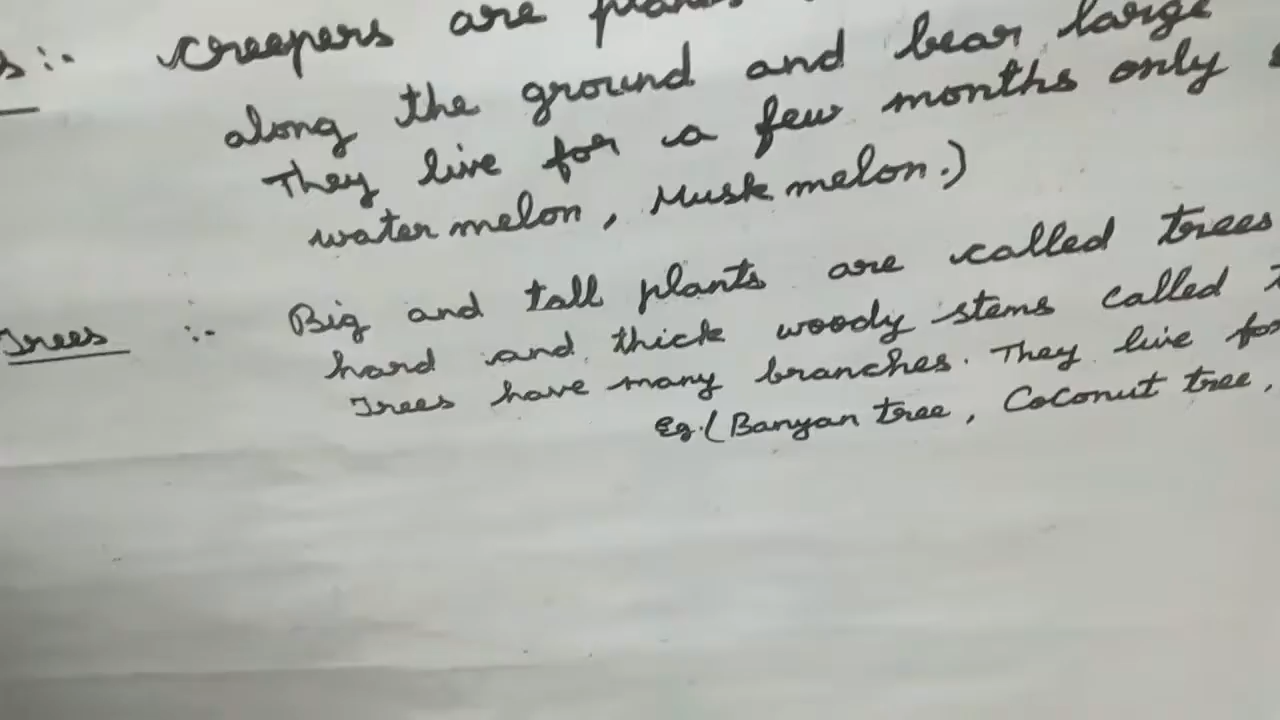 s:- creepers are
along the ground and bear large
They live for a few months only
water melon, Musk melon.)
Trees :- Big and tall plants are called trees
hard and thick woody stems called
Trees have many branches. They live for
Eg.(Banyan tree, Coconut tree,